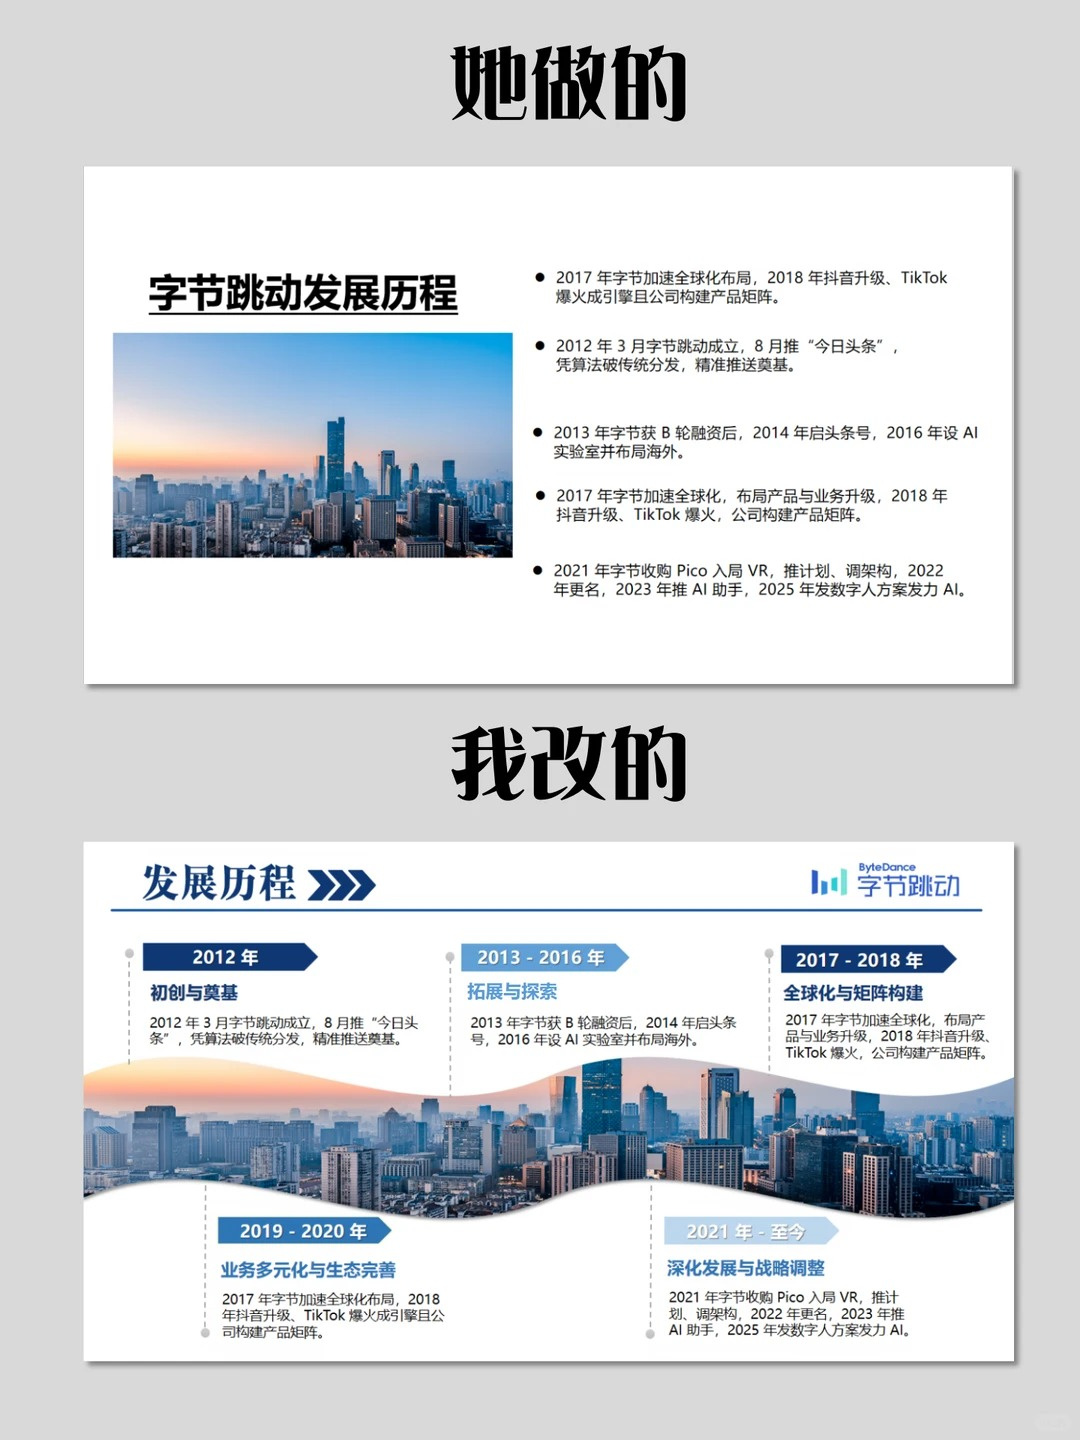 她做的
字节跳动发展历程
2017 年字节加速全球化布局，2018 年抖音升级、TikTok
爆火成引擎且公司构建产品矩阵。
2012 年 3 月字节跳动成立，8 月推“今日头条”，
凭算法破传统分发，精准推送奠基。
2013 年字节获 B 轮融资后，2014 年启头条号，2016 年设 AI
实验室并布局海外。
2017 年字节加速全球化，布局产品与业务升级，2018 年
抖音升级、TikTok 爆火，公司构建产品矩阵。
2021 年字节收购 Pico 入局 VR，推计划、调架构，2022
年更名，2023 年推 AI 助手，2025 年发数字人方案发力 AI。
我改的
发展历程
ByteDance
字节跳动
2012 年
初创与奠基
2012 年 3 月字节跳动成立，8 月推“今日头
条”，凭算法破传统分发，精准推送奠基。
2013 - 2016 年
拓展与探索
2013 年字节获 B 轮融资后，2014 年启头条
号，2016 年设 AI 实验室并布局海外。
2017 - 2018 年
全球化与矩阵构建
2017 年字节加速全球化，布局产
品与业务升级，2018 年抖音升级、
TikTok 爆火，公司构建产品矩阵。
2019 - 2020 年
业务多元化与生态完善
2017 年字节加速全球化布局，2018
年抖音升级、TikTok 爆火成引擎且公
司构建产品矩阵。
2021 年 - 至今
深化发展与战略调整
2021 年字节收购 Pico 入局 VR，推计
划、调架构，2022 年更名，2023 年推
AI 助手，2025 年发数字人方案发力 AI。